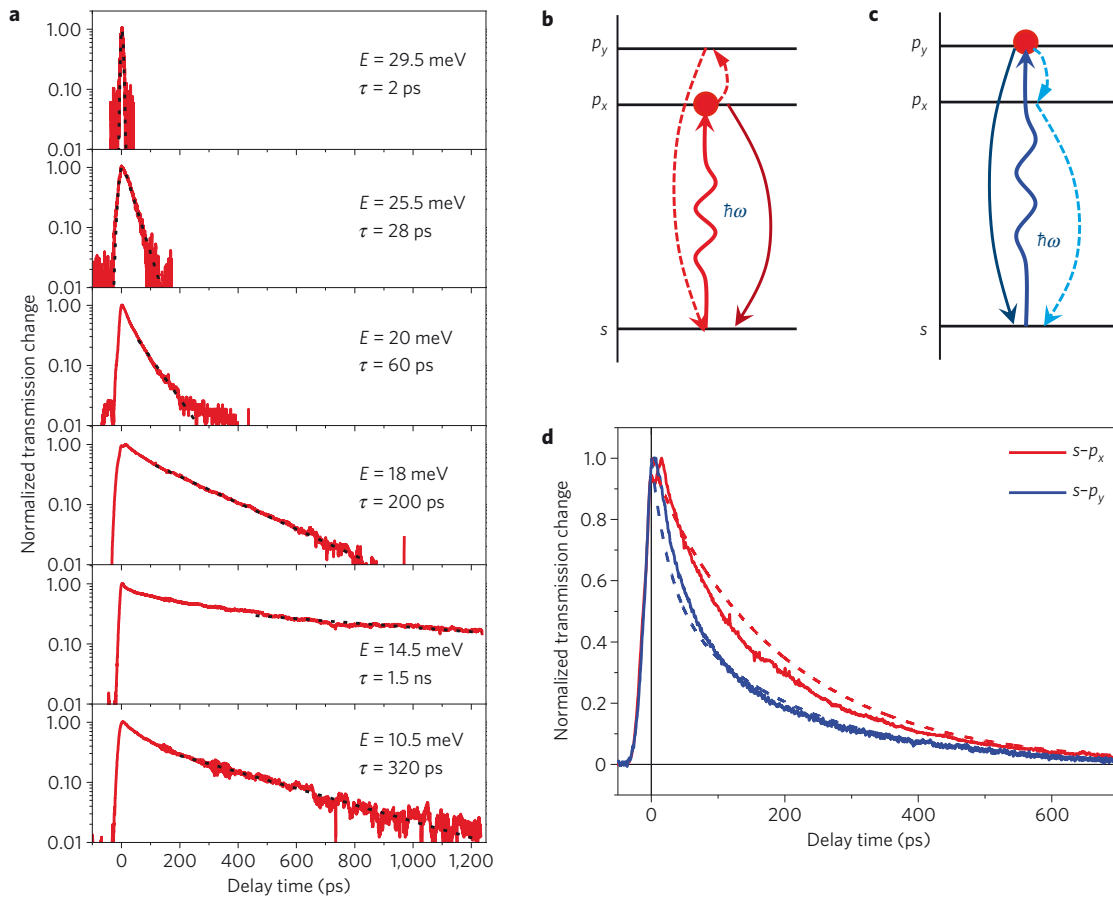 a
Normalized transmission change
1.00
0.10
0.01
E = 29.5 meV
τ = 2 ps
1.00
0.10
0.01
E = 25.5 meV
τ = 28 ps
1.00
0.10
0.01
E = 20 meV
τ = 60 ps
1.00
0.10
0.01
E = 18 meV
τ = 200 ps
1.00
0.10
0.01
E = 14.5 meV
τ = 1.5 ns
1.00
0.10
0.01
E = 10.5 meV
τ = 320 ps
0 200 400 600 800 1,000 1,200
Delay time (ps)
b
p_y
p_x
ħω
s
c
p_y
p_x
ħω
s
d
Normalized transmission change
1.0
0.8
0.6
0.4
0.2
0
s–p_x
s–p_y
0 200 400 600
Delay time (ps)